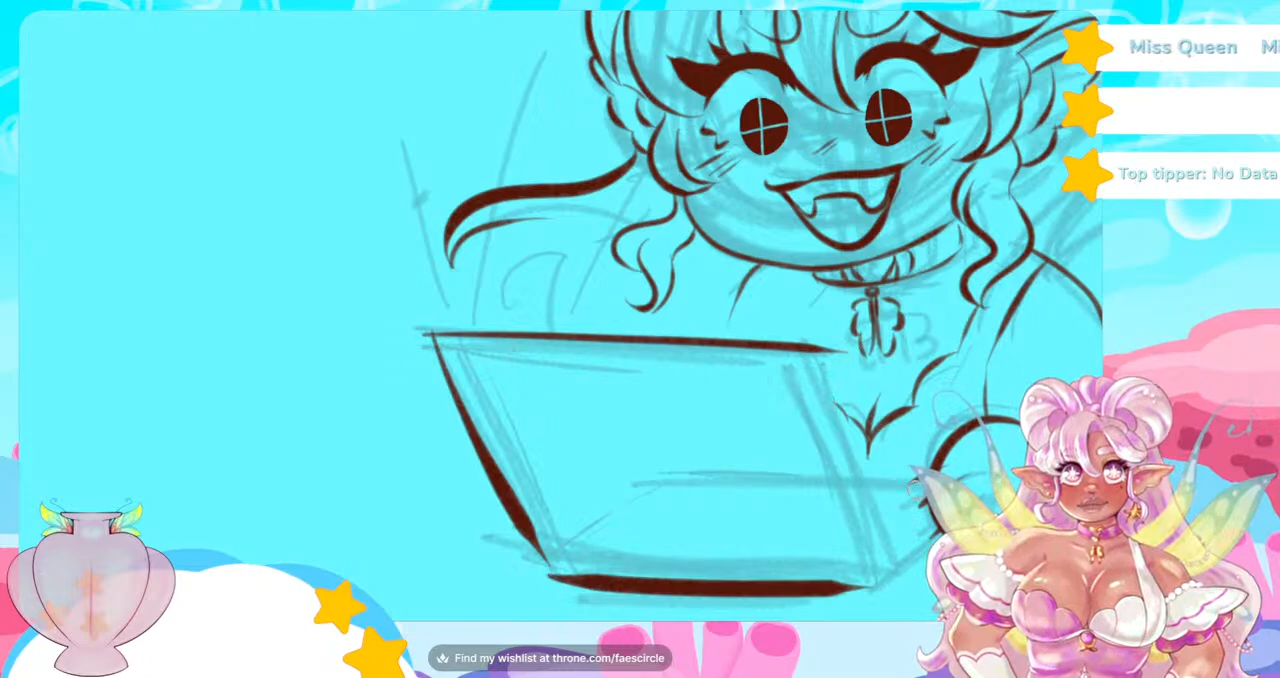 Miss Queen
Top tipper: No Data
Find my wishlist at throne.com/faescircle